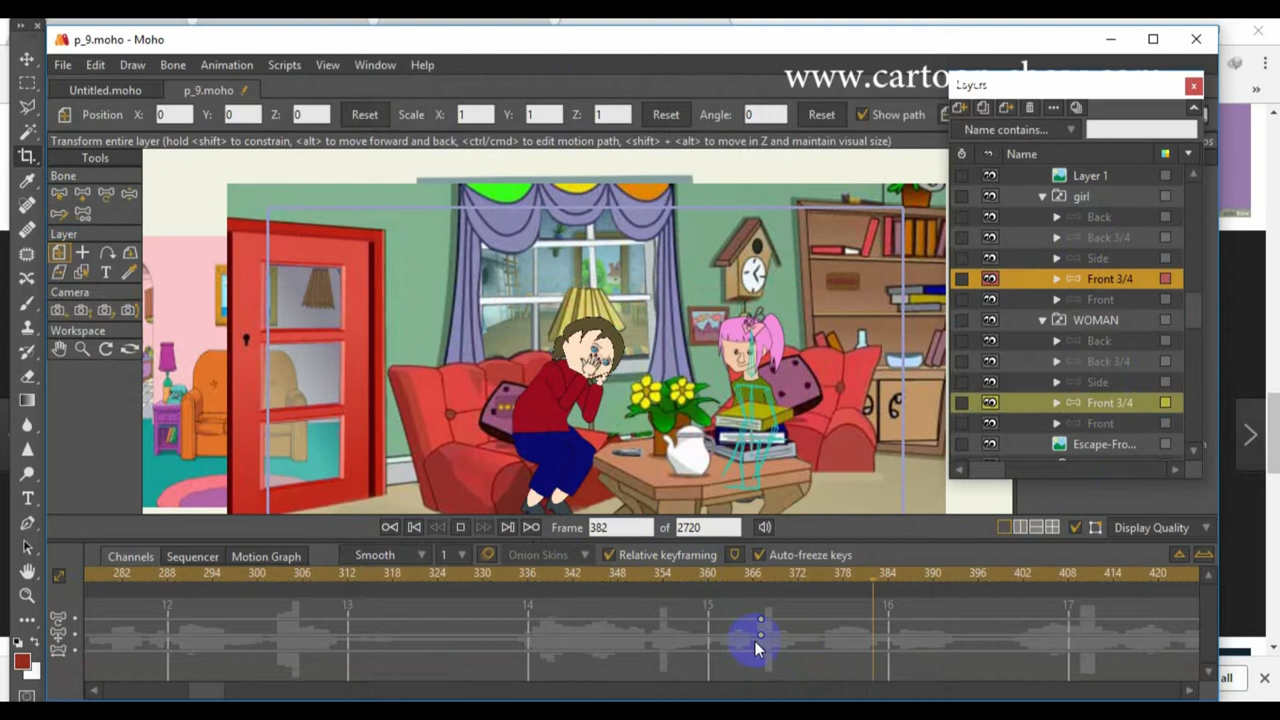 p_9.moho - Moho
File Edit Draw Bone Animation Scripts View Window Help
www.cartoon
Layers
Untitled.moho p_9.moho
Position X: 0 Y: 0 Z: 0 Reset Scale X: 1 Y: 1 Z: 1 Reset Angle: 0 Reset Show path
Name contains...
Transform entire layer (hold <shift> to constrain, <alt> to move forward and back, <ctrl/cmd> to edit motion path, <shift> + <alt> to move in Z and maintain visual size)
Tools
Name
Bone
Layer 1
girl
Back
Back 3/4
Side
Front 3/4
Front
WOMAN
Back
Back 3/4
Side
Front 3/4
Front
Escape-Fro...
Layer
Camera
Workspace
Frame 382 of 2720 Display Quality
Channels Sequencer Motion Graph Smooth 1 Onion Skins Relative keyframing Auto-freeze keys
282 288 294 300 306 312 318 324 330 336 342 348 354 360 366 372 378 384 390 396 402 408 414 420
12 13 14 15 16 17
all